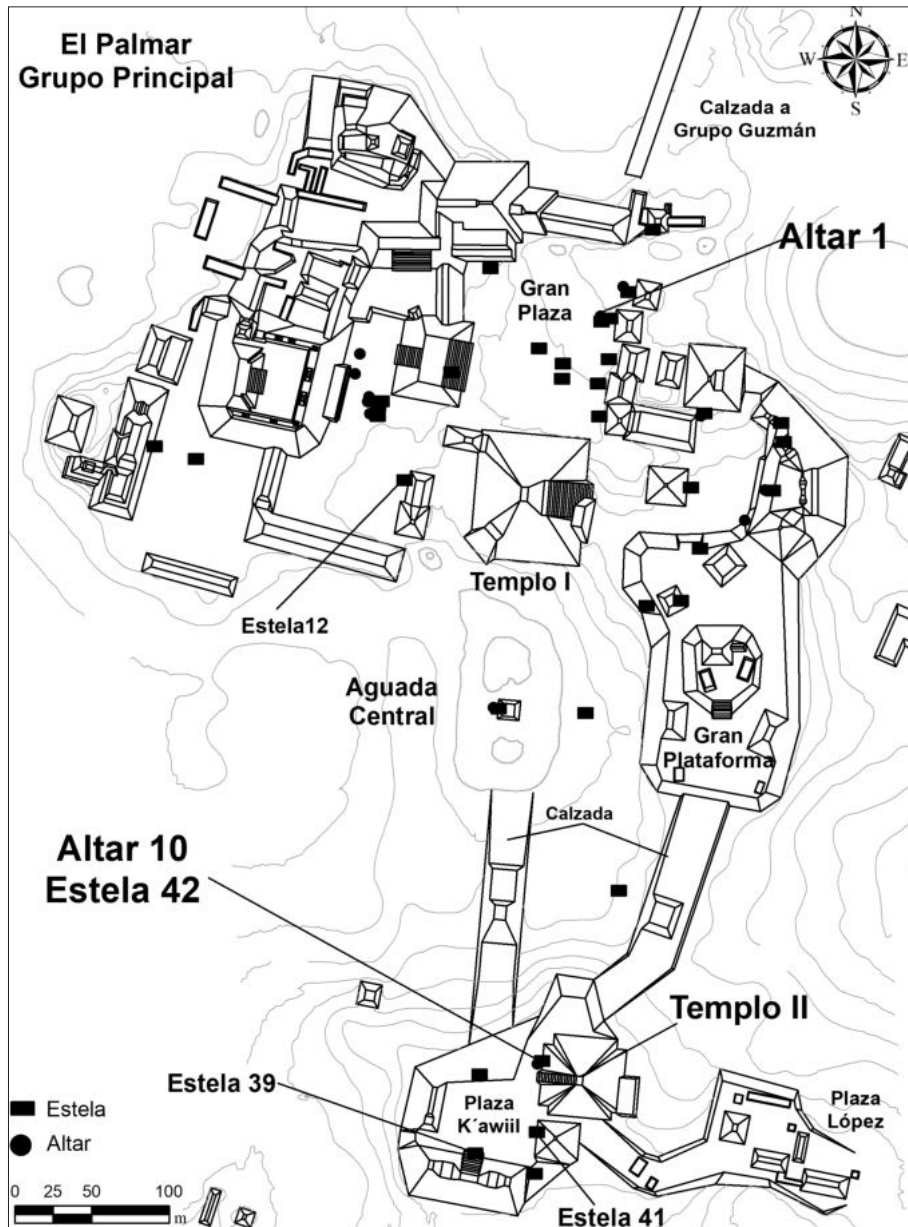 El Palmar
Grupo Principal
N
W
E
S
Calzada a
Grupo Guzmán
Altar 1
Gran
Plaza
Templo I
Estela12
Aguada
Central
Gran
Plataforma
Calzada
Altar 10
Estela 42
Templo II
Estela 39
Plaza
K´awiil
Plaza
López
Estela
Altar
0 25 50 100
m
Estela 41